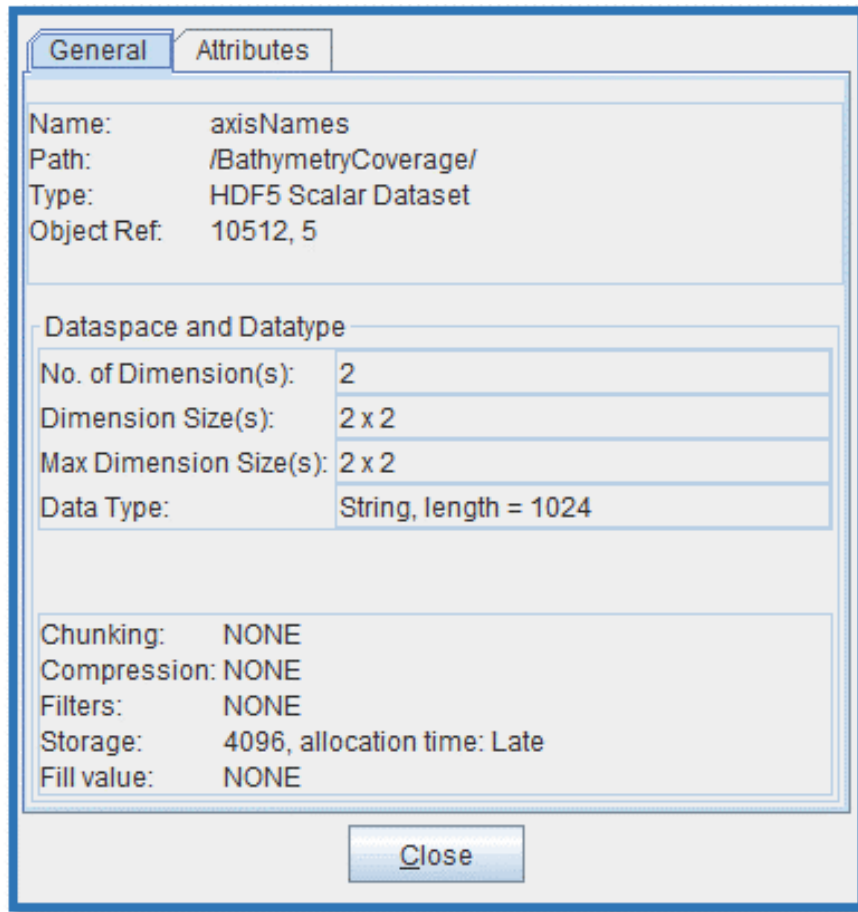 General Attributes
Name: axisNames
Path: /BathymetryCoverage/
Type: HDF5 Scalar Dataset
Object Ref: 10512, 5
Dataspace and Datatype
No. of Dimension(s): 2
Dimension Size(s): 2 x 2
Max Dimension Size(s): 2 x 2
Data Type: String, length = 1024
Chunking: NONE
Compression: NONE
Filters: NONE
Storage: 4096, allocation time: Late
Fill value: NONE
Close